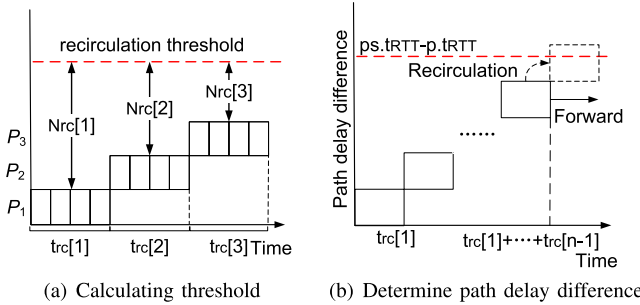 recirculation threshold
Nrc[1]
Nrc[2]
Nrc[3]
P3
P2
P1
trc[1]
trc[2]
trc[3]
Time
(a) Calculating threshold
ps.tRTT-p.tRTT
Recirculation
Forward
......
Path delay difference
trc[1]
trc[1]+···+trc[n-1]
Time
(b) Determine path delay difference